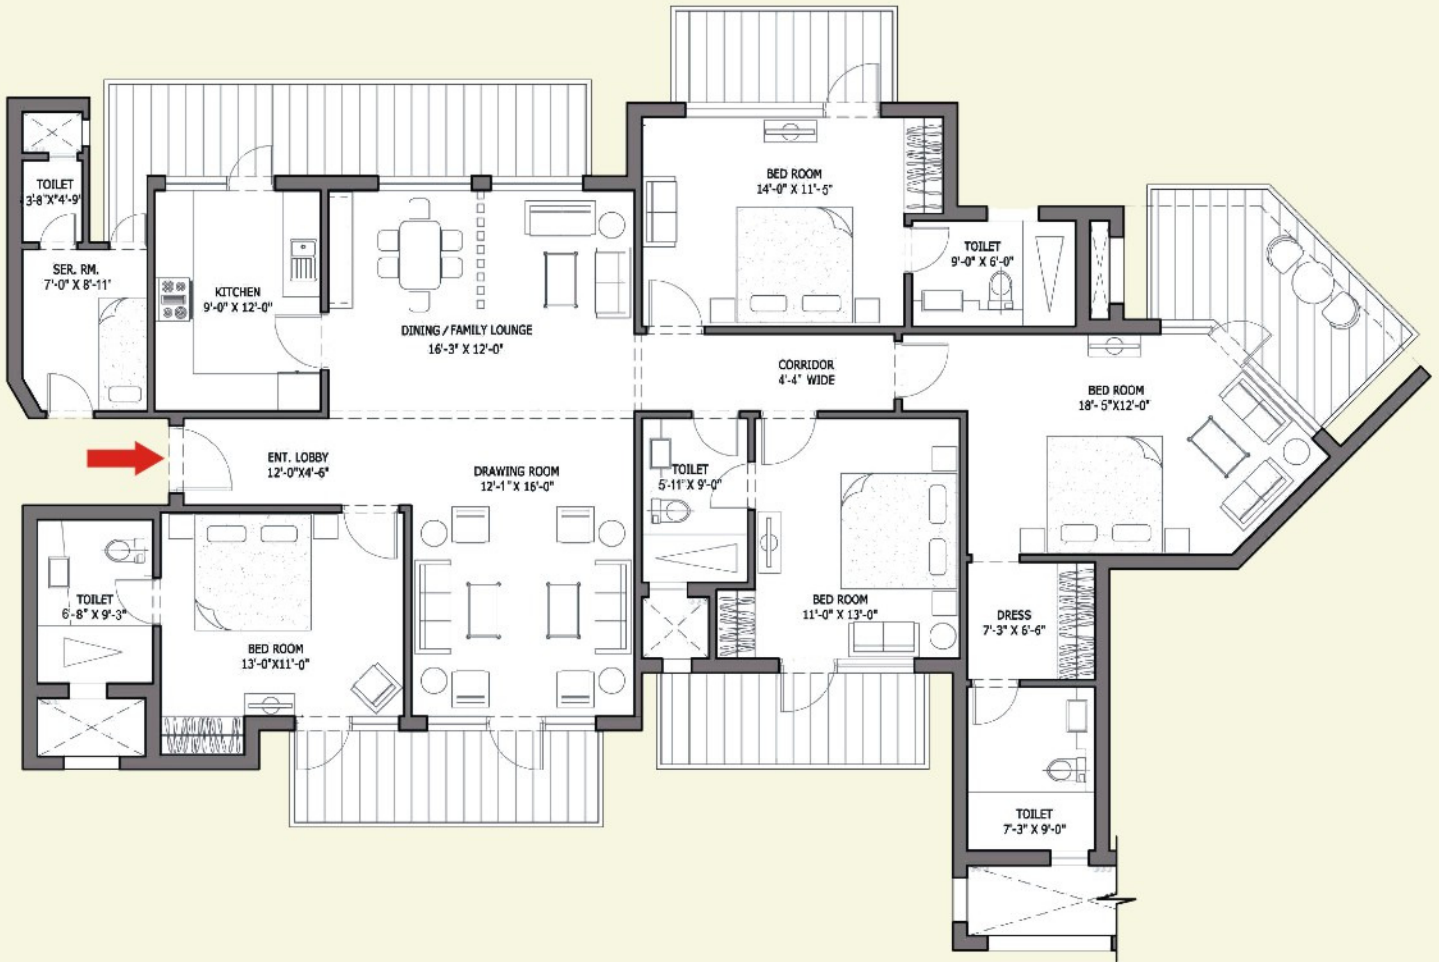 BED ROOM
14'-0" X 11'-5"
TOILET
3'8"X"4'-9'
SER. RM.
7'-0" X 8'-11'
KITCHEN
9'-0" X 12'-0"
DINING / FAMILY LOUNGE
16'-3" X 12'-0"
TOILET
9'-0" X 6'-0"
CORRIDOR
4'-4" WIDE
BED ROOM
18'- 5"X12'-0"
ENT. LOBBY
12'-0"X4'-6"
DRAWING ROOM
12'-1" X 16'-0"
TOILET
5'-11" X 9'-0"
TOILET
6'-8" X 9'-3"
BED ROOM
13'-0"X11'-0"
BED ROOM
11'-0" X 13'-0"
DRESS
7'-3" X 6'-6"
TOILET
7'-3" X 9'-0"